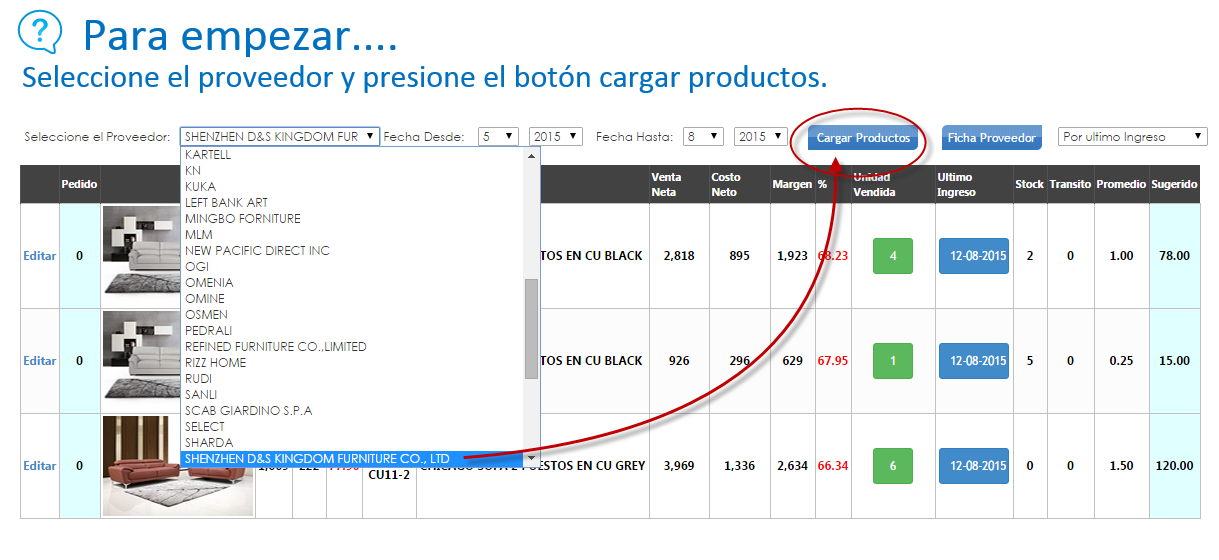 ?
Para empezar....
Seleccione el proveedor y presione el botón cargar productos.
Seleccione el Proveedor: SHENZHEN D&S KINGDOM FUR Fecha Desde: 5 2015 Fecha Hasta: 8 2015 Cargar Productos Ficha Proveedor Por ultimo Ingreso
KARTELL
KN
KUKA
LEFT BANK ART
MINGBO FORNITURE
MLM
NEW PACIFIC DIRECT INC
OGI
OMENIA
OMINE
OSMEN
PEDRALI
REFINED FURNITURE CO.,LIMITED
RIZZ HOME
RUDI
SANLI
SCAB GIARDINO S.P.A
SELECT
SHARDA
SHENZHEN D&S KINGDOM FURNITURE CO., LTD
Pedido Venta Neta Costo Neto Margen % Unidad Vendida Ultimo Ingreso Stock Transito Promedio Sugerido
Editar 0 STOS EN CU BLACK 2,818 895 1,923 68.23 4 12-08-2015 2 0 1.00 78.00
Editar 0 STOS EN CU BLACK 926 296 629 67.95 1 12-08-2015 5 0 0.25 15.00
Editar 0 CU11-2 PUESTOS EN CU GREY 3,969 1,336 2,634 66.34 6 12-08-2015 0 0 1.50 120.00